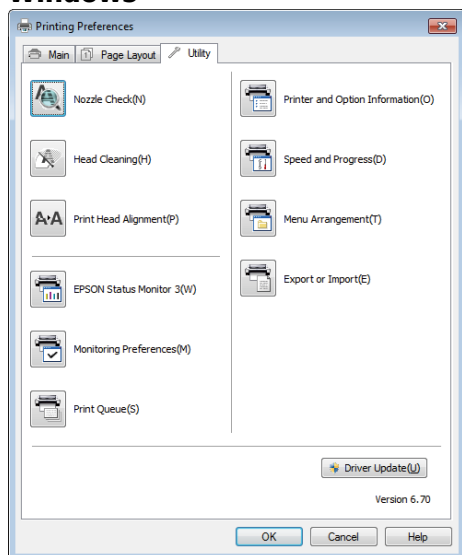 Windows
Printing Preferences
Main
Page Layout
Utility
Nozzle Check(N)
Head Cleaning(H)
Print Head Alignment(P)
EPSON Status Monitor 3(W)
Monitoring Preferences(M)
Print Queue(S)
Printer and Option Information(O)
Speed and Progress(D)
Menu Arrangement(T)
Export or Import(E)
Driver Update(U)
Version 6.70
OK
Cancel
Help